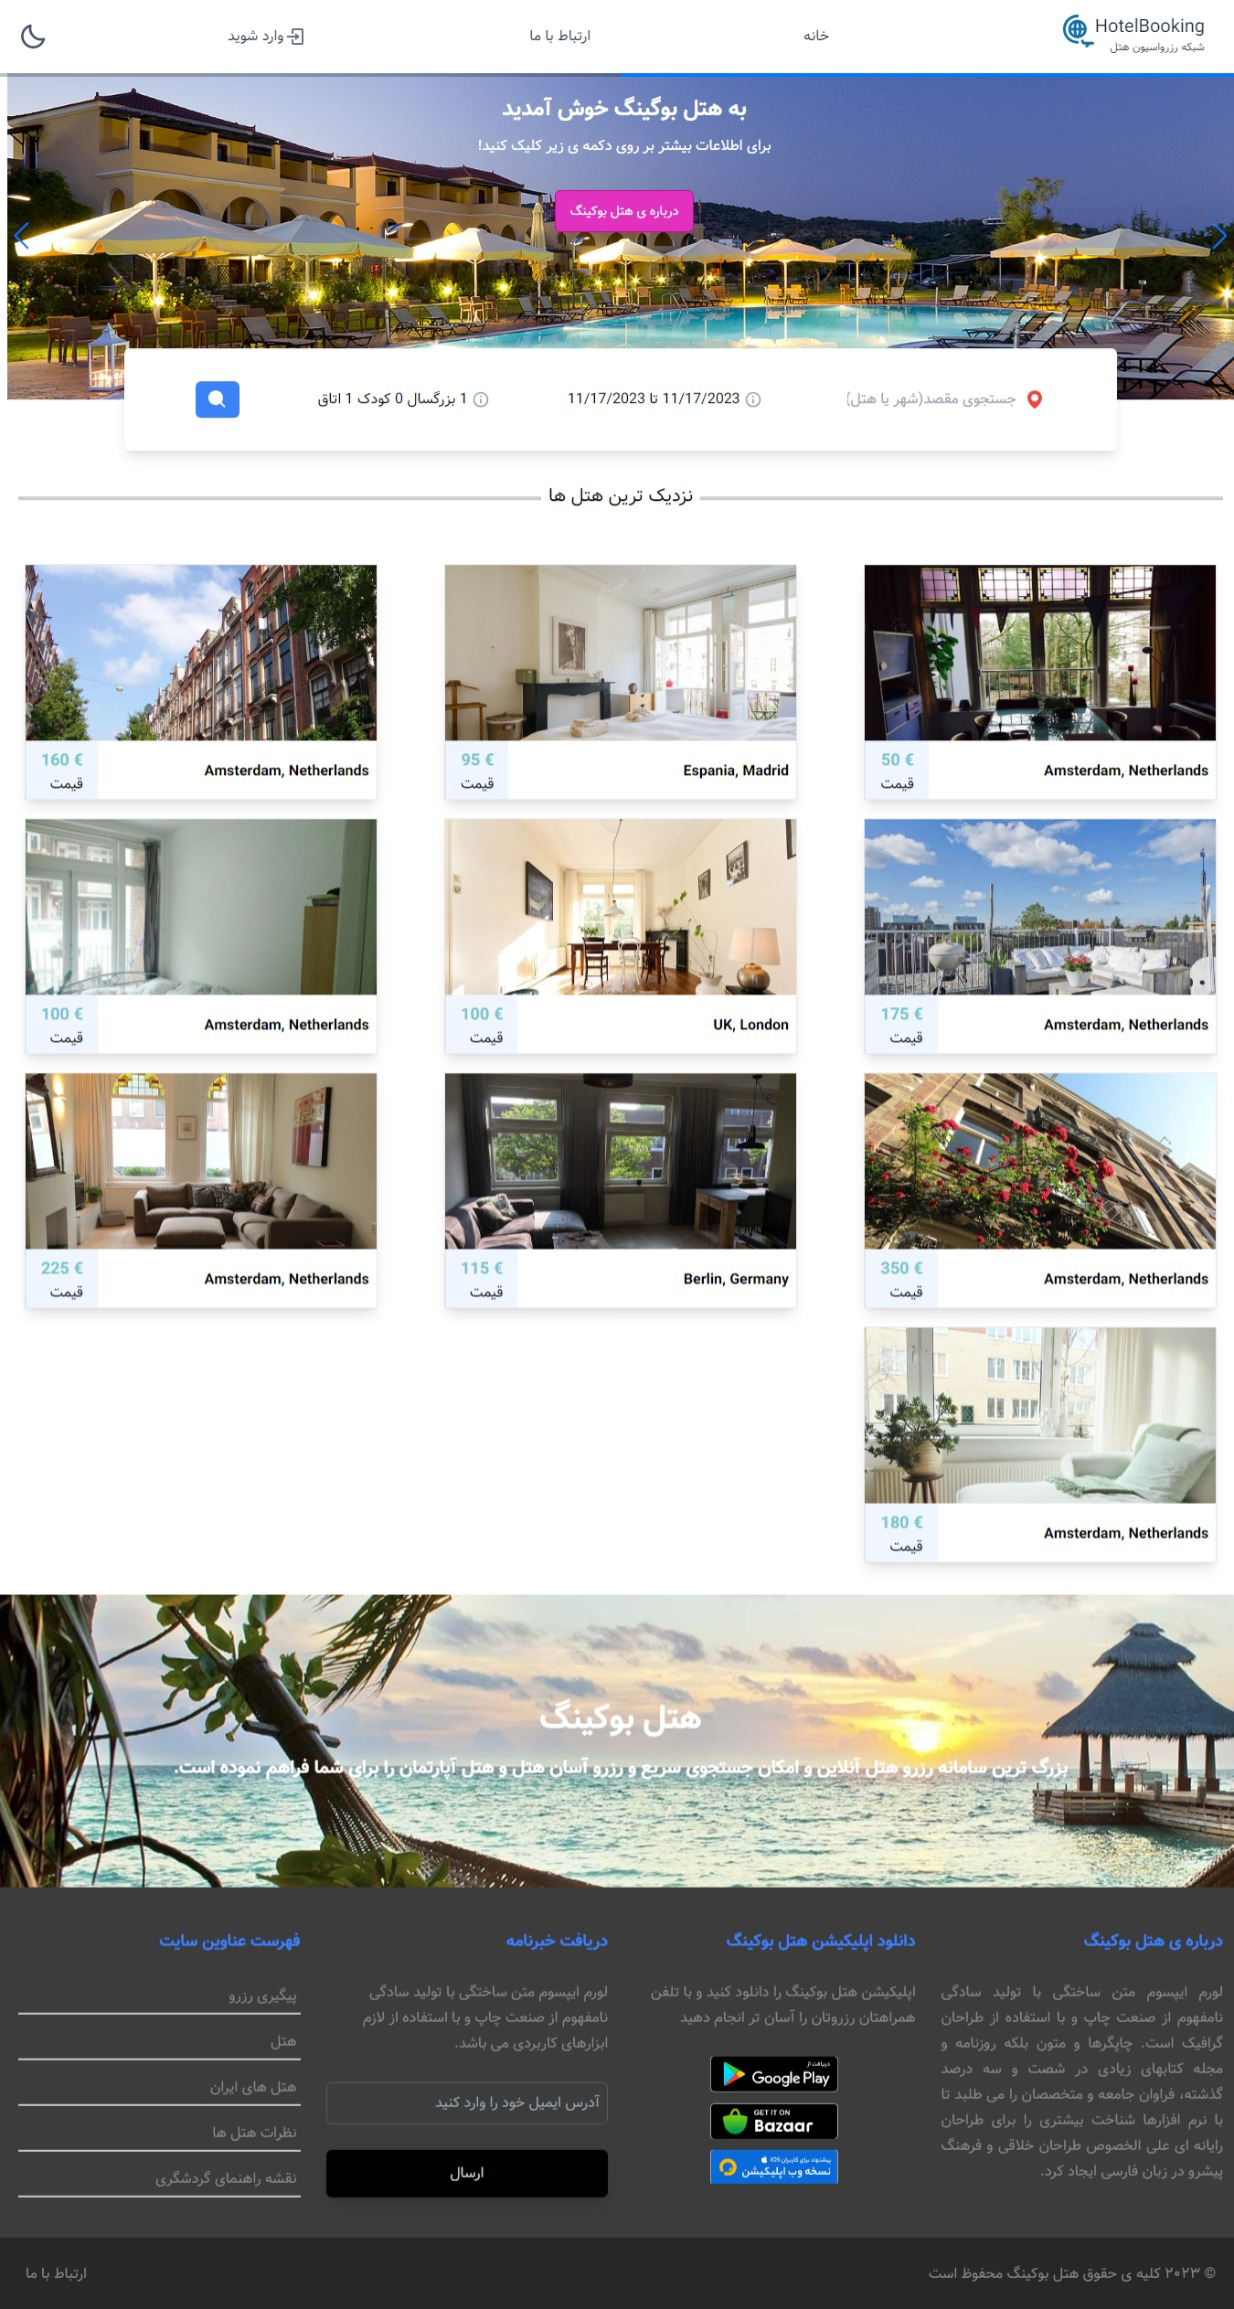 HotelBooking
شبکه رزرواسیون هتل
خانه
ارتباط با ما
وارد شوید
به هتل بوگینگ خوش آمدید
برای اطلاعات بیشتر بر روی دکمه ی زیر کلیک کنید!
درباره ی هتل بوکینگ
جستجوی مقصد(شهر یا هتل)
11/17/2023 تا 11/17/2023
1 بزرگسال 0 کودک 1 اتاق
نزدیک ترین هتل ها
Amsterdam, Netherlands
50 €
قیمت
Espania, Madrid
95 €
قیمت
Amsterdam, Netherlands
160 €
قیمت
Amsterdam, Netherlands
175 €
قیمت
UK, London
100 €
قیمت
Amsterdam, Netherlands
100 €
قیمت
Amsterdam, Netherlands
350 €
قیمت
Berlin, Germany
115 €
قیمت
Amsterdam, Netherlands
225 €
قیمت
Amsterdam, Netherlands
180 €
قیمت
هتل بوکینگ
بزرگ ترین سامانه رزرو هتل آنلاین و امکان جستجوی سریع و رزرو آسان هتل و هتل آپارتمان را برای شما فراهم نموده است.
درباره ی هتل بوکینگ
لورم ایپسوم متن ساختگی با تولید سادگی
نامفهوم از صنعت چاپ و با استفاده از طراحان
گرافیک است. چاپگرها و متون بلکه روزنامه و
مجله کتابهای زیادی در شصت و سه درصد
گذشته، فراوان جامعه و متخصصان را می طلبد تا
با نرم افزارها شناخت بیشتری را برای طراحان
رایانه ای علی الخصوص طراحان خلاقی و فرهنگ
پیشرو در زبان فارسی ایجاد کرد.
دانلود اپلیکیشن هتل بوکینگ
اپلیکیشن هتل بوکینگ را دانلود کنید و با تلفن
همراهتان رزروتان را آسان تر انجام دهید
دریافت از
Google Play
GET IT ON
Bazaar
پیشنهاد برای کاربران iOS
نسخه وب اپلیکیشن
دریافت خبرنامه
لورم ایپسوم متن ساختگی با تولید سادگی
نامفهوم از صنعت چاپ و با استفاده از لازم
ابزارهای کاربردی می باشد.
آدرس ایمیل خود را وارد کنید
ارسال
فهرست عناوین سایت
پیگیری رزرو
هتل
هتل های ایران
نظرات هتل ها
نقشه راهنمای گردشگری
© ۲۰۲۳ کلیه ی حقوق هتل بوکینگ محفوظ است
ارتباط با ما